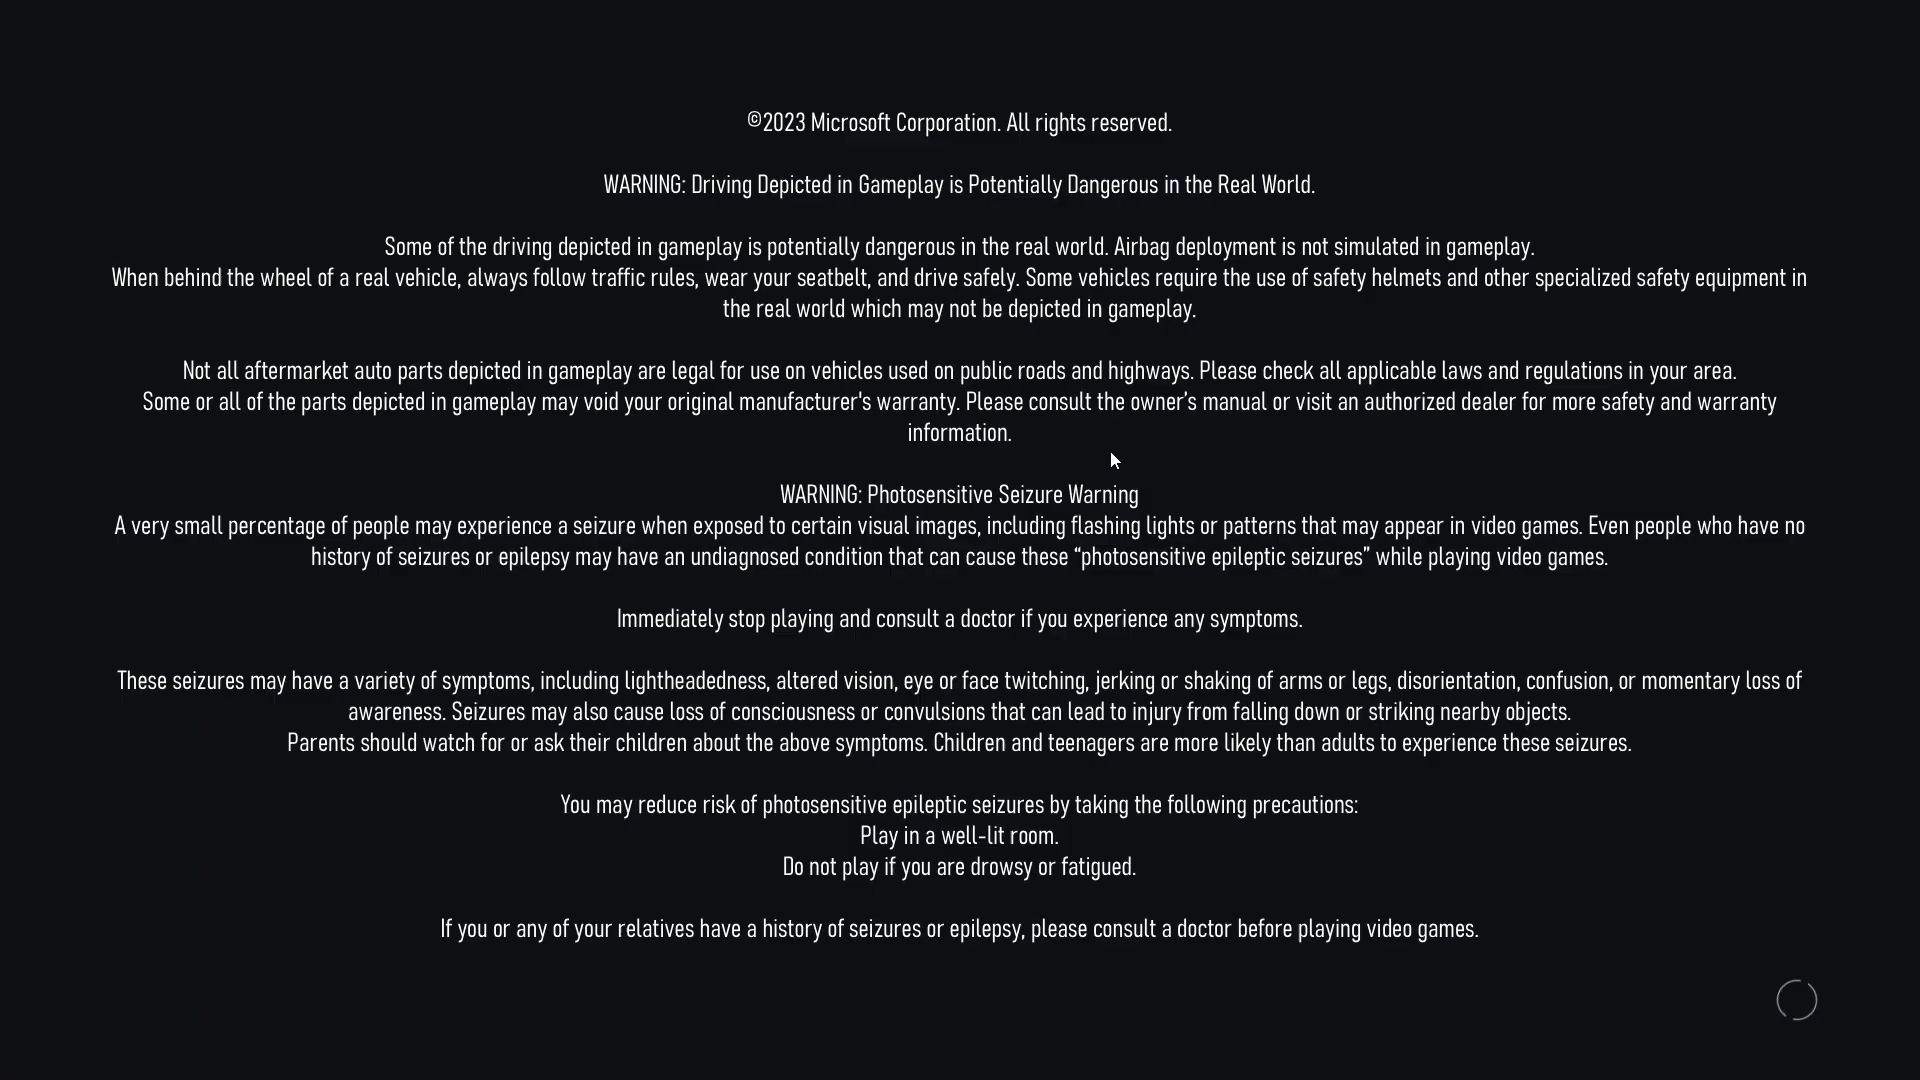 ©2023 Microsoft Corporation. All rights reserved.
WARNING: Driving Depicted in Gameplay is Potentially Dangerous in the Real World.
Some of the driving depicted in gameplay is potentially dangerous in the real world. Airbag deployment is not simulated in gameplay.
When behind the wheel of a real vehicle, always follow traffic rules, wear your seatbelt, and drive safely. Some vehicles require the use of safety helmets and other specialized safety equipment in
the real world which may not be depicted in gameplay.
Not all aftermarket auto parts depicted in gameplay are legal for use on vehicles used on public roads and highways. Please check all applicable laws and regulations in your area.
Some or all of the parts depicted in gameplay may void your original manufacturer's warranty. Please consult the owner’s manual or visit an authorized dealer for more safety and warranty
information.
WARNING: Photosensitive Seizure Warning
A very small percentage of people may experience a seizure when exposed to certain visual images, including flashing lights or patterns that may appear in video games. Even people who have no
history of seizures or epilepsy may have an undiagnosed condition that can cause these “photosensitive epileptic seizures” while playing video games.
Immediately stop playing and consult a doctor if you experience any symptoms.
These seizures may have a variety of symptoms, including lightheadedness, altered vision, eye or face twitching, jerking or shaking of arms or legs, disorientation, confusion, or momentary loss of
awareness. Seizures may also cause loss of consciousness or convulsions that can lead to injury from falling down or striking nearby objects.
Parents should watch for or ask their children about the above symptoms. Children and teenagers are more likely than adults to experience these seizures.
You may reduce risk of photosensitive epileptic seizures by taking the following precautions:
Play in a well-lit room.
Do not play if you are drowsy or fatigued.
If you or any of your relatives have a history of seizures or epilepsy, please consult a doctor before playing video games.